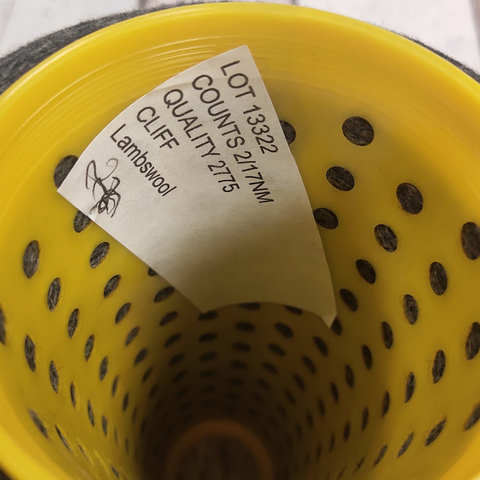 LOT 13322
COUNTS 2/17NM
QUALITY 2775
CLIFF
Lambswool